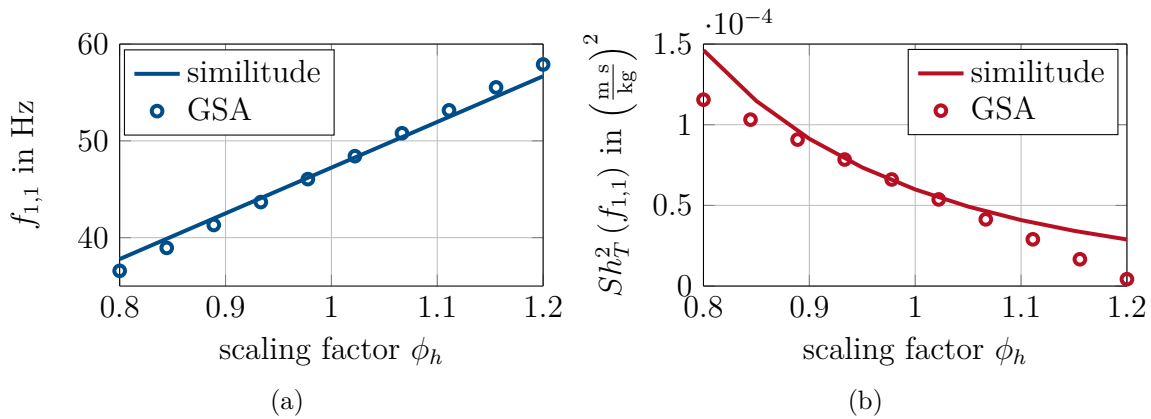 60
50
40
0.8 0.9 1 1.1 1.2
f1,1 in Hz
scaling factor ϕh
similitude
GSA
(a)
·10−4
1.5
1
0.5
0
0.8 0.9 1 1.1 1.2
Sh²T (f1,1) in (m s/kg)²
scaling factor ϕh
similitude
GSA
(b)